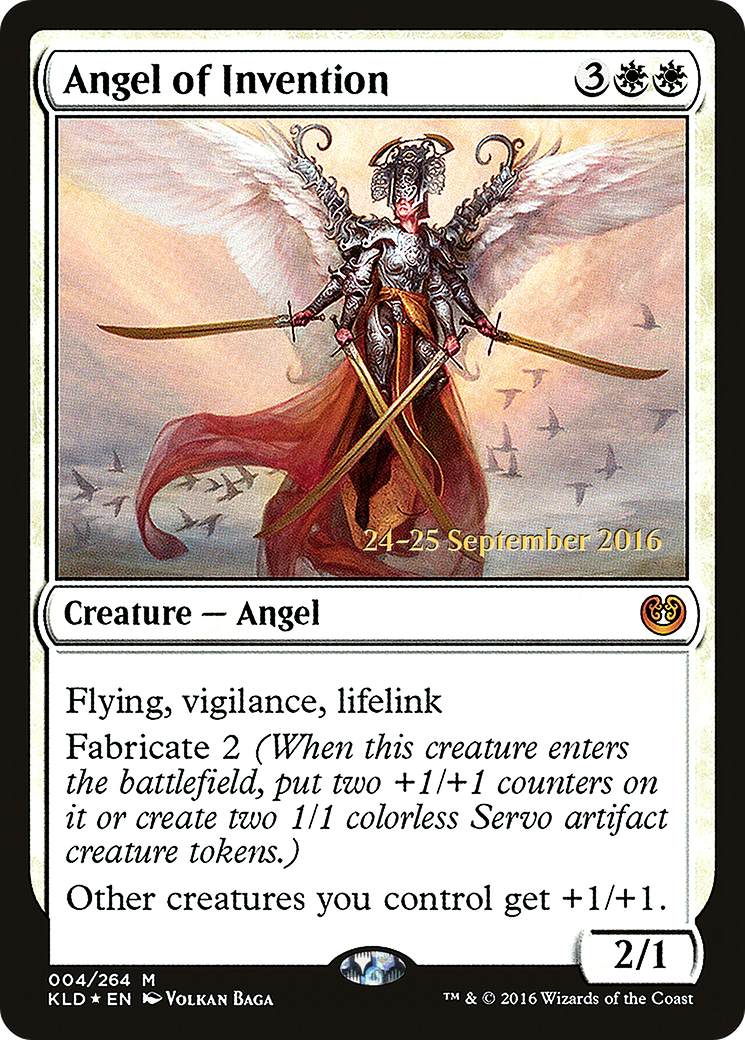 Angel of Invention 3
24–25 September 2016
Creature — Angel
Flying, vigilance, lifelink
Fabricate 2 (When this creature enters
the battlefield, put two +1/+1 counters on
it or create two 1/1 colorless Servo artifact
creature tokens.)
Other creatures you control get +1/+1.
2/1
004/264 M
KLD ★ EN Volkan Baga
™ & © 2016 Wizards of the Coast